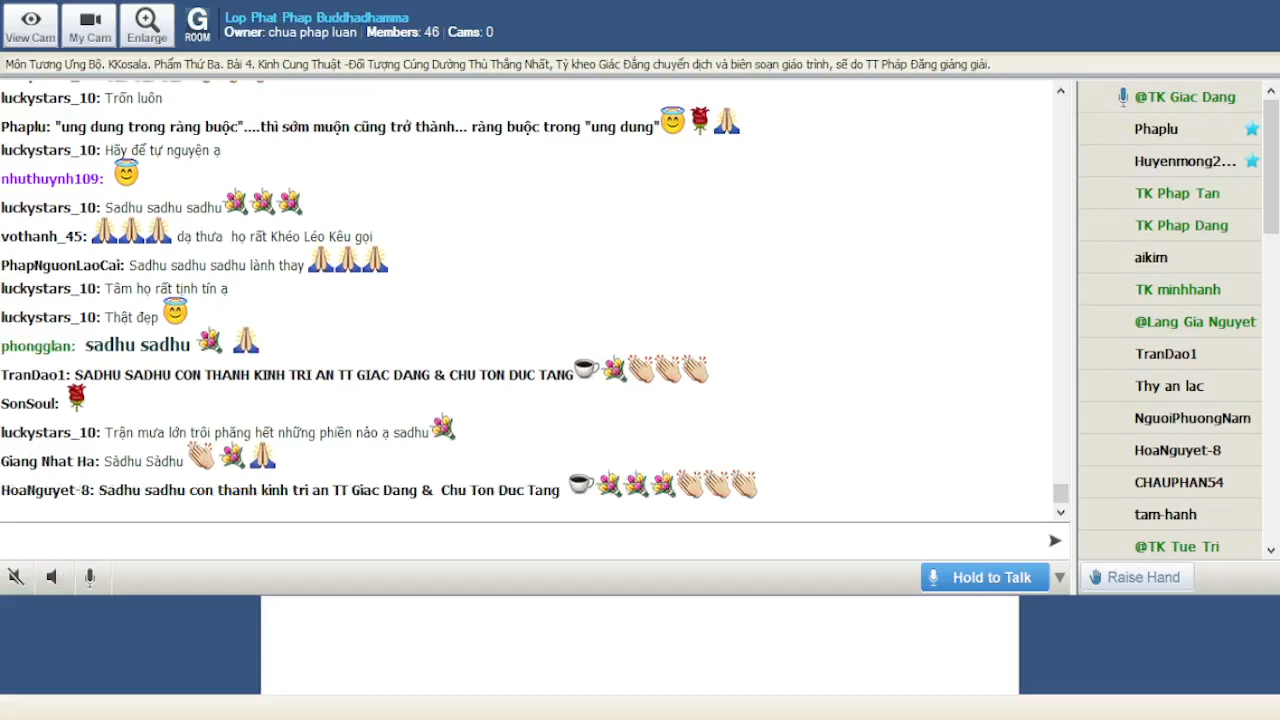 View Cam
My Cam
Enlarge
G ROOM
Lop Phat Phap Buddhadhamma
Owner: chua phap luan | Members: 46 | Cams: 0
Môn Tương Ưng Bộ. KKosala. Phẩm Thứ Ba. Bài 4. Kinh Cung Thuật -Đối Tượng Cúng Dường Thù Thắng Nhất, Tỳ kheo Giác Đẳng chuyển dịch và biên soạn giáo trình, sẽ do TT Pháp Đăng giảng giải.
luckystars_10: Trốn luôn
Phaplu: "ung dung trong ràng buộc"....thì sớm muộn cũng trở thành... ràng buộc trong "ung dung"😇🌹🙏
luckystars_10: Hãy để tự nguyện ạ
nhuthuynh109: 😇
luckystars_10: Sadhu sadhu sadhu💐💐💐
vothanh_45: 🙏🙏🙏 dạ thưa họ rất Khéo Léo Kêu gọi
PhapNguonLaoCai: Sadhu sadhu sadhu lành thay 🙏🙏🙏
luckystars_10: Tâm họ rất tịnh tín ạ
luckystars_10: Thật đẹp 😇
phongglan: sadhu sadhu 💐 🙏
TranDao1: SADHU SADHU CON THANH KINH TRI AN TT GIAC DANG & CHU TON DUC TANG☕💐👏👏👏
SonSoul: 🌹
luckystars_10: Trận mưa lớn trôi phăng hết những phiền não ạ sadhu💐
Giang Nhat Ha: Sàdhu Sàdhu 👏💐🙏
HoaNguyet-8: Sadhu sadhu con thanh kinh tri an TT Giac Dang & Chu Ton Duc Tang ☕💐💐💐👏👏👏
Hold to Talk
@TK Giac Dang
Phaplu
Huyenmong2...
TK Phap Tan
TK Phap Dang
aikim
TK minhhanh
@Lang Gia Nguyet
TranDao1
Thy an lac
NguoiPhuongNam
HoaNguyet-8
CHAUPHAN54
tam-hanh
@TK Tue Tri
Raise Hand